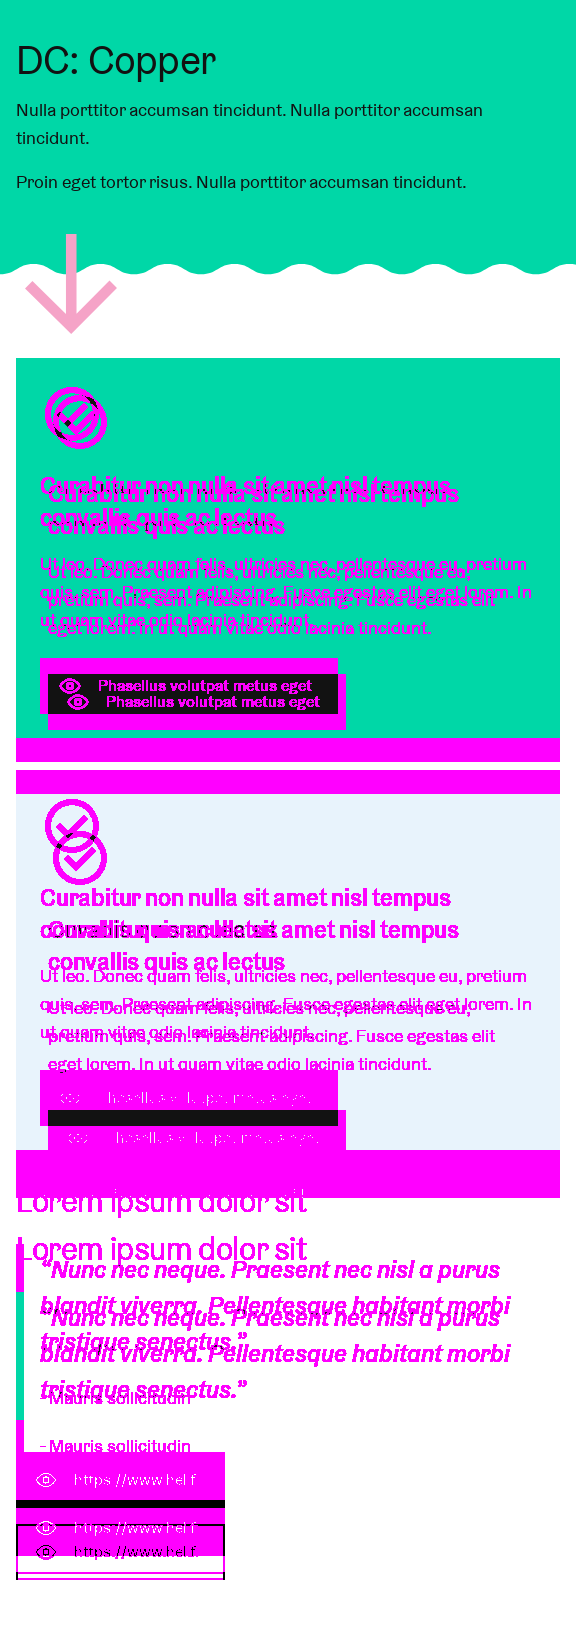 DC: Copper
Nulla porttitor accumsan tincidunt. Nulla porttitor accumsan
tincidunt.
Proin eget tortor risus. Nulla porttitor accumsan tincidunt.
Curabitur non nulla sit amet nisl tempus
Curabitur non nulla sit amet nisl tempus
convallis quis ac lectus
convallis quis ac lectus
Ut leo. Donec quam felis, ultricies nec, pellentesque eu, pretium
Ut leo. Donec quam felis, ultricies nec, pellentesque eu,
quis, sem. Praesent adipiscing. Fusce egestas elit eget lorem. In
pretium quis, sem. Praesent adipiscing. Fusce egestas elit
ut quam vitae odio lacinia tincidunt.
eget lorem. In ut quam vitae odio lacinia tincidunt.
Phasellus volutpat metus eget
Phasellus volutpat metus eget
Curabitur non nulla sit amet nisl tempus
convallis quis ac lectus
Curabitur non nulla sit amet nisl tempus
convallis quis ac lectus
Ut leo. Donec quam felis, ultricies nec, pellentesque eu, pretium
quis, sem. Praesent adipiscing. Fusce egestas elit eget lorem. In
Ut leo. Donec quam felis, ultricies nec, pellentesque eu,
ut quam vitae odio lacinia tincidunt.
pretium quis, sem. Praesent adipiscing. Fusce egestas elit
eget lorem. In ut quam vitae odio lacinia tincidunt.
Lorem ipsum dolor sit
Lorem ipsum dolor sit
“Nunc nec neque. Praesent nec nisl a purus
blandit viverra. Pellentesque habitant morbi
“Nunc nec neque. Praesent nec nisl a purus
tristique senectus.”
blandit viverra. Pellentesque habitant morbi
tristique senectus.”
- Mauris sollicitudin
- Mauris sollicitudin
https://www.hel.f
https://www.hel.f
https://www.hel.f.